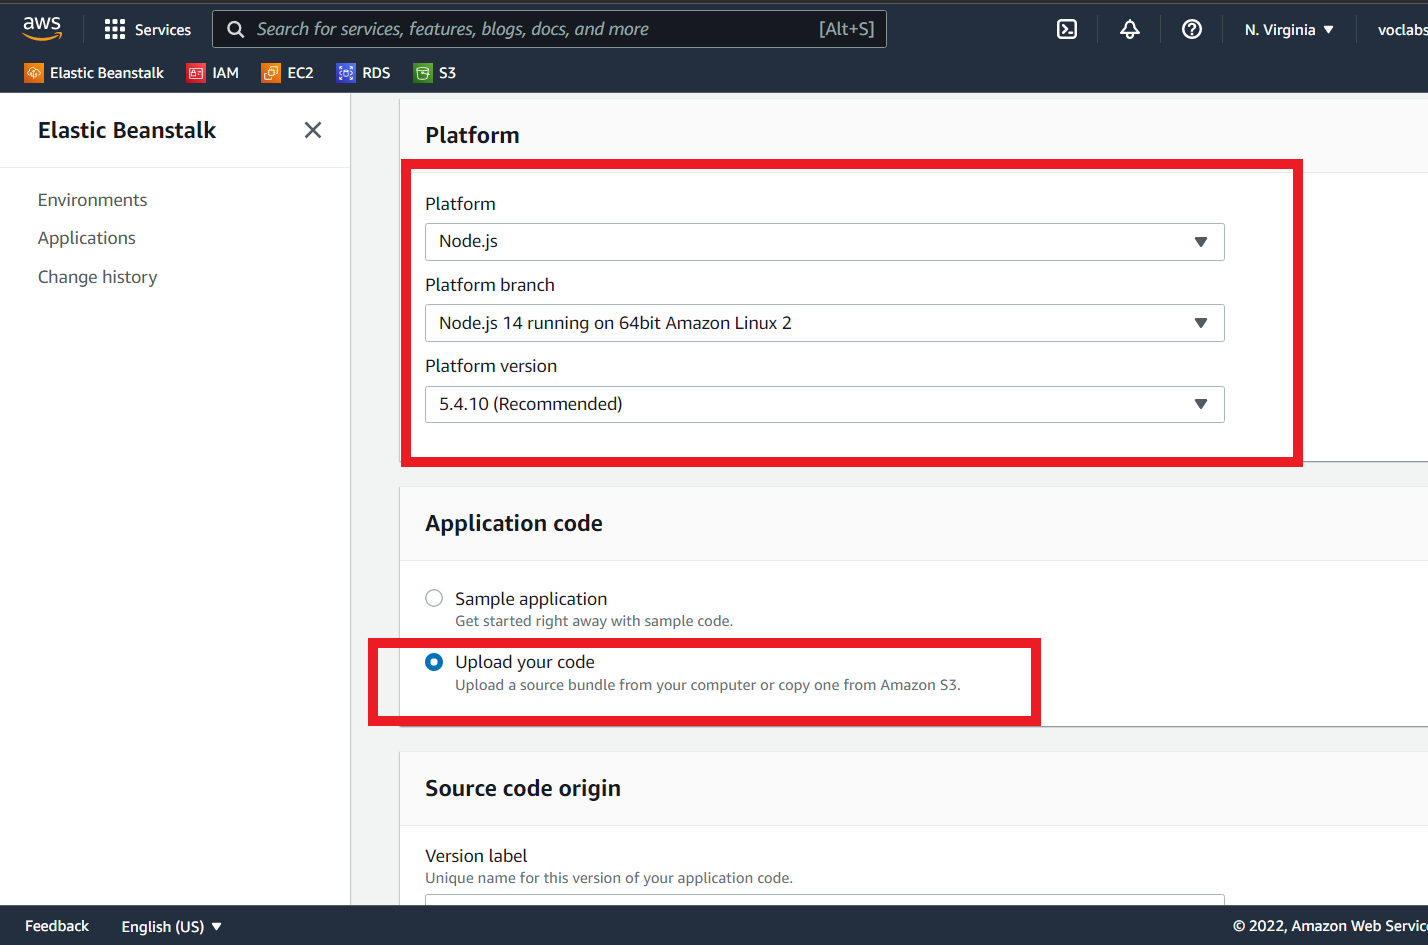 aws
Services
Search for services, features, blogs, docs, and more
[Alt+S]
N. Virginia
voclabs
Elastic Beanstalk
IAM
EC2
RDS
S3
Elastic Beanstalk
Environments
Applications
Change history
Platform
Platform
Node.js
Platform branch
Node.js 14 running on 64bit Amazon Linux 2
Platform version
5.4.10 (Recommended)
Application code
Sample application
Get started right away with sample code.
Upload your code
Upload a source bundle from your computer or copy one from Amazon S3.
Source code origin
Version label
Unique name for this version of your application code.
Feedback
English (US)
© 2022, Amazon Web Servic